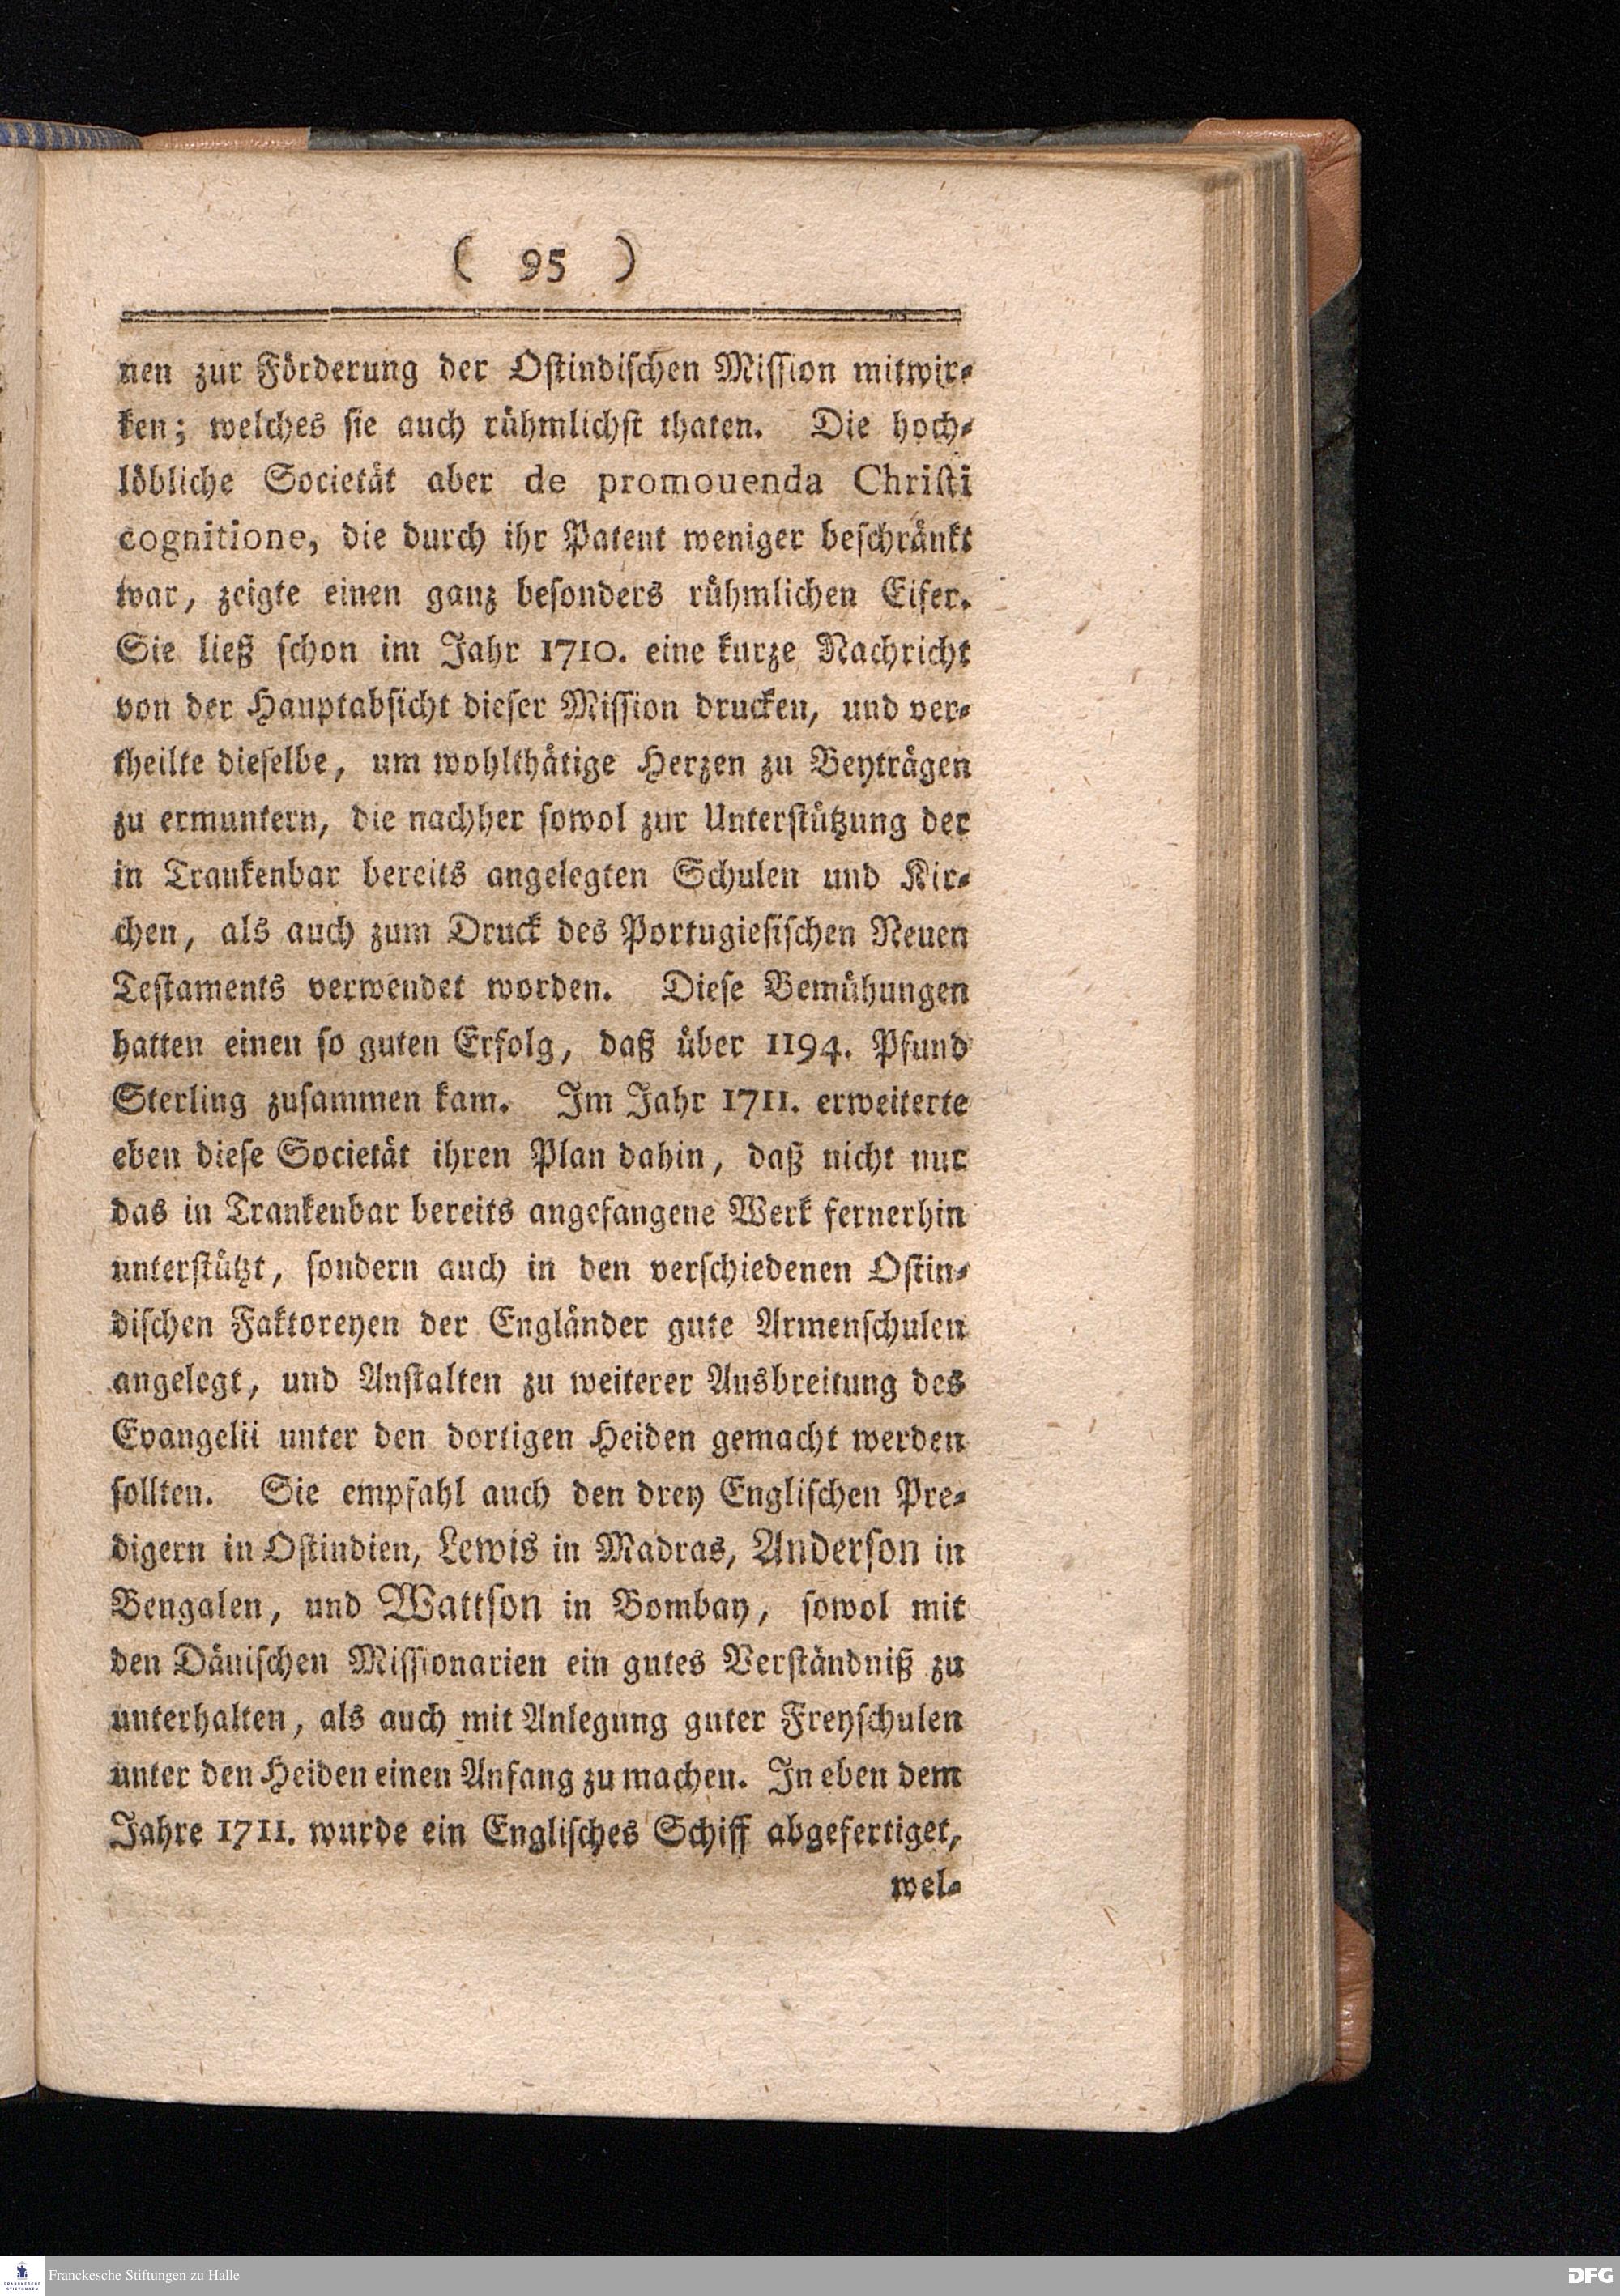 ( 95 )
nen zur Förderung der Ostindischen Mission mitwir-
ken; welches sie auch rühmlichst thaten. Die hoch-
löbliche Societät aber de promouenda Christi
cognitione, die durch ihr Patent weniger beschränkt
war, zeigte einen ganz besonders rühmlichen Eifer.
Sie ließ schon im Jahr 1710. eine kurze Nachricht
von der Hauptabsicht dieser Mission drucken, und ver-
theilte dieselbe, um wohlthätige Herzen zu Beyträgen
zu ermuntern, die nachher sowol zur Unterstützung der
in Trankenbar bereits angelegten Schulen und Kir-
chen, als auch zum Druck des Portugiesischen Neuen
Testaments verwendet worden. Diese Bemühungen
hatten einen so guten Erfolg, daß über 1194. Pfund
Sterling zusammen kam. Im Jahr 1711. erweiterte
eben diese Societät ihren Plan dahin, daß nicht nur
das in Trankenbar bereits angefangene Werk fernerhin
unterstützt, sondern auch in den verschiedenen Ostin-
dischen Faktoreyen der Engländer gute Armenschulen
angelegt, und Anstalten zu weiterer Ausbreitung des
Evangelii unter den dortigen Heiden gemacht werden
sollten. Sie empfahl auch den drey Englischen Pre-
digern in Ostindien, Lewis in Madras, Anderson in
Bengalen, und Wattson in Bombay, sowol mit
den Dänischen Missionarien ein gutes Verständniß zu
unterhalten, als auch mit Anlegung guter Freyschulen
unter den Heiden einen Anfang zu machen. In eben dem
Jahre 1711. wurde ein Englisches Schiff abgefertiget,
wel-
FRANCKESCHE
STIFTUNGEN
Franckesche Stiftungen zu Halle
DFG